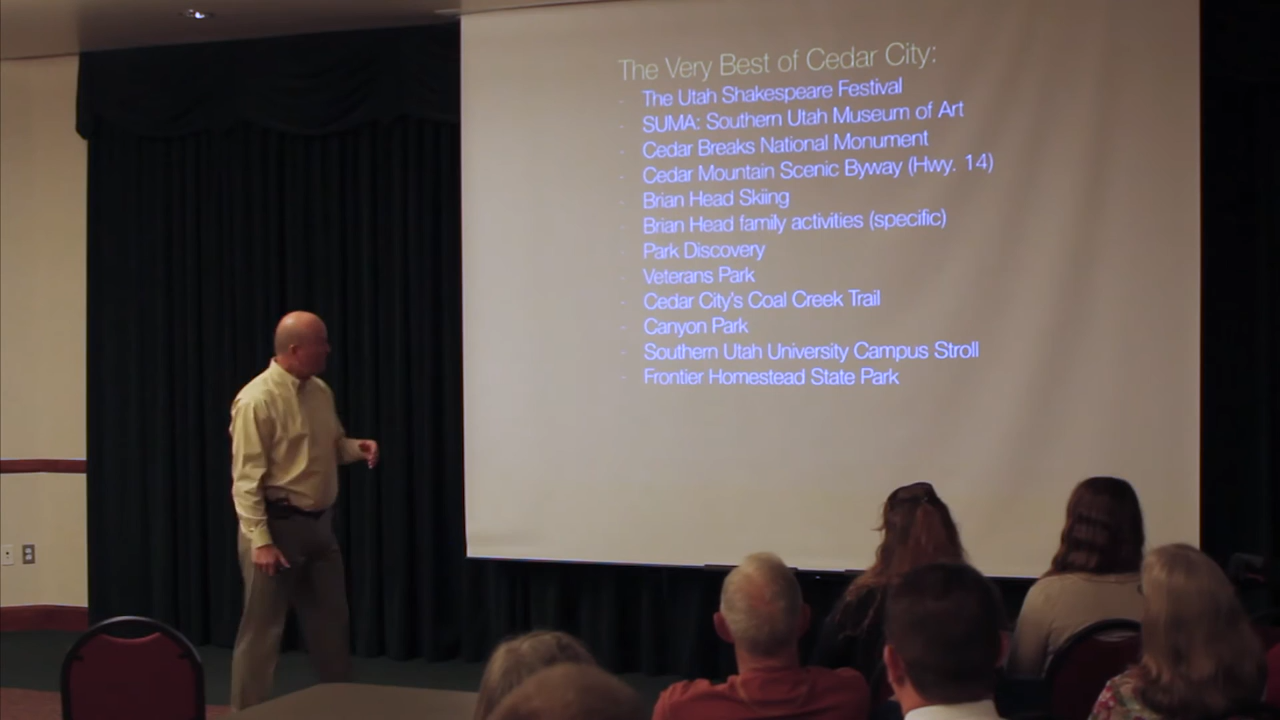 The Very Best of Cedar City:
- The Utah Shakespeare Festival
- SUMA: Southern Utah Museum of Art
- Cedar Breaks National Monument
- Cedar Mountain Scenic Byway (Hwy. 14)
- Brian Head Skiing
- Brian Head family activities (specific)
- Park Discovery
- Veterans Park
- Cedar City's Coal Creek Trail
- Canyon Park
- Southern Utah University Campus Stroll
- Frontier Homestead State Park